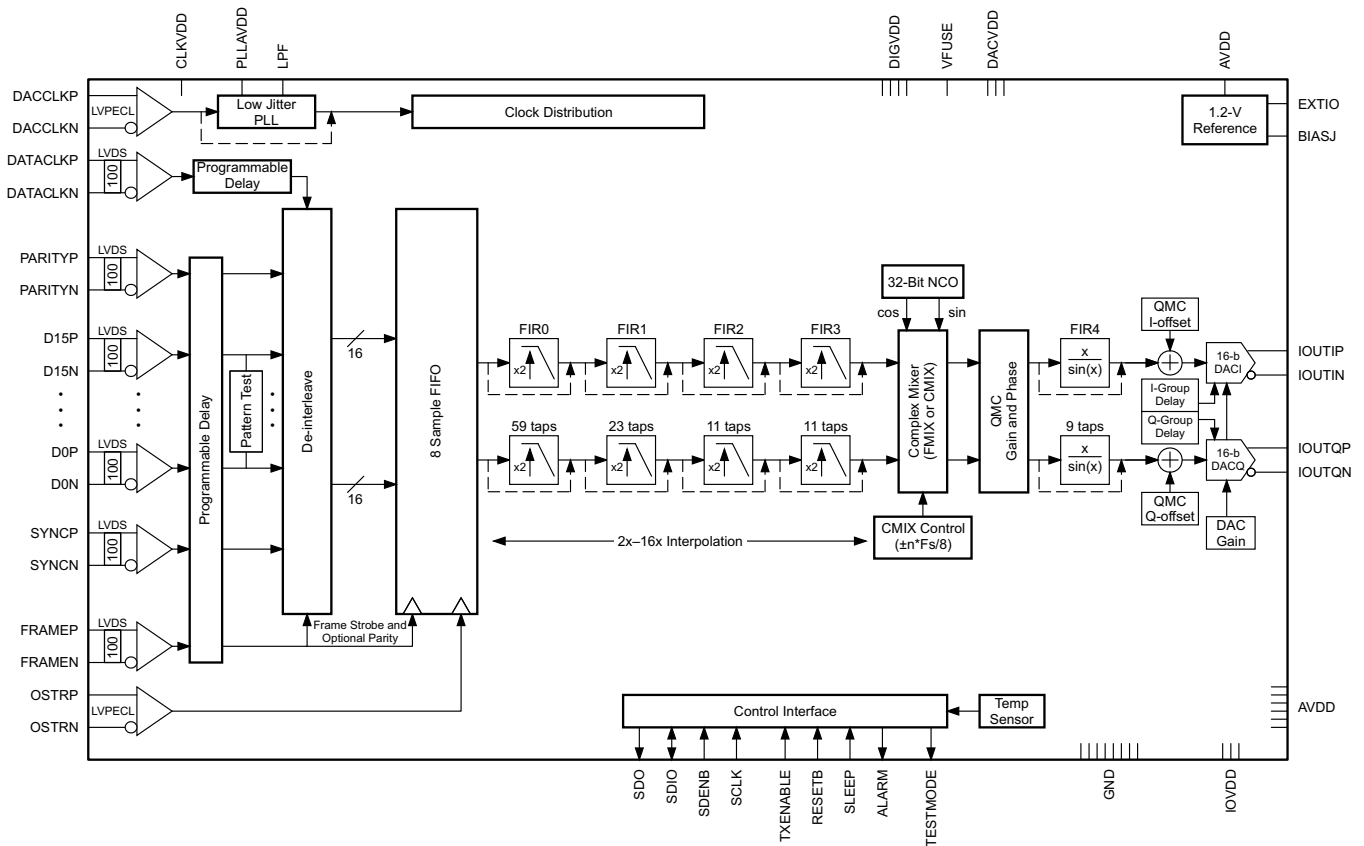 CLKVDD
PLLAVDD
LPF
DIGVDD
VFUSE
DACVDD
AVDD
DACCLKP
DACCLKN
LVPECL
Low Jitter
PLL
Clock Distribution
1.2-V
Reference
EXTIO
BIASJ
DATACLKP
DATACLKN
LVDS
100
Programmable
Delay
PARITYP
PARITYN
LVDS
100
D15P
D15N
LVDS
100
D0P
D0N
LVDS
100
SYNCP
SYNCN
LVDS
100
FRAMEP
FRAMEN
LVDS
100
OSTRP
OSTRN
LVPECL
Programmable Delay
Pattern Test
De-interleave
16
16
8 Sample FIFO
Frame Strobe and
Optional Parity
FIR0
x2
FIR1
x2
FIR2
x2
FIR3
x2
59 taps
x2
23 taps
x2
11 taps
x2
11 taps
x2
2x–16x Interpolation
32-Bit NCO
cos
sin
Complex Mixer
(FMIX or CMIX)
CMIX Control
(±n*Fs/8)
QMC
Gain and Phase
FIR4
x
sin(x)
9 taps
x
sin(x)
QMC
I-offset
16-b
DACI
I-Group
Delay
Q-Group
Delay
16-b
DACQ
QMC
Q-offset
DAC
Gain
IOUTIP
IOUTIN
IOUTQP
IOUTQN
Control Interface
Temp
Sensor
AVDD
SDO
SDIO
SDENB
SCLK
TXENABLE
RESETB
SLEEP
ALARM
TESTMODE
GND
IOVDD